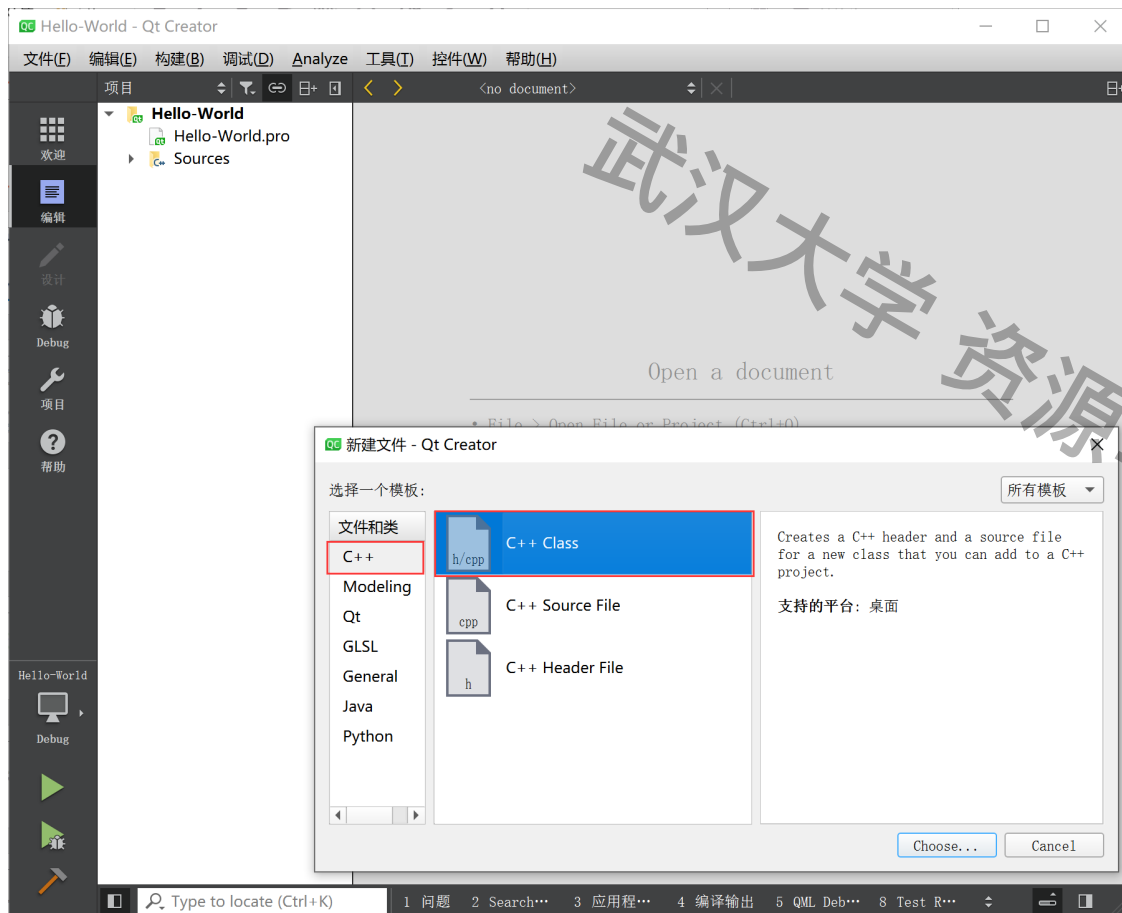 Hello-World - Qt Creator
文件(F) 编辑(E) 构建(B) 调试(D) Analyze 工具(T) 控件(W) 帮助(H)
项目 <no document>
Hello-World
Hello-World.pro
Sources
欢迎
编辑
设计
Debug
项目
帮助
Hello-World
Debug
武汉大学 资源
Open a document
• File > Open File or Project (Ctrl+O)
新建文件 - Qt Creator
选择一个模板:
所有模板
文件和类
C++
Modeling
Qt
GLSL
General
Java
Python
h/cpp
C++ Class
cpp
C++ Source File
h
C++ Header File
Creates a C++ header and a source file
for a new class that you can add to a C++
project.
支持的平台: 桌面
Choose... Cancel
Type to locate (Ctrl+K) 1 问题 2 Search… 3 应用程… 4 编译输出 5 QML Deb… 8 Test R…